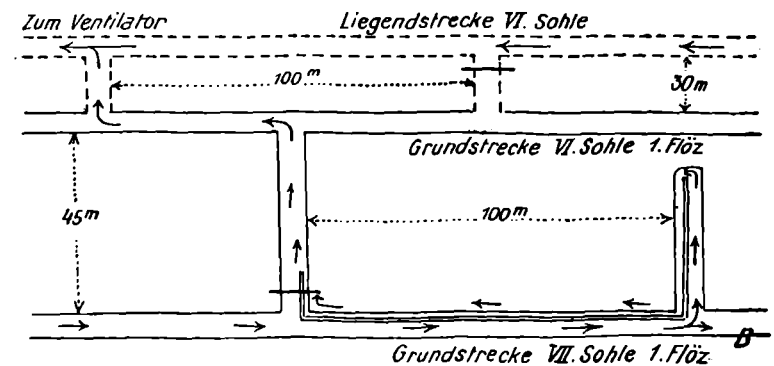 Zum Ventilator Liegendstrecke VI. Sohle
100 m 30 m
Grundstrecke VI. Sohle 1. Flöz
45 m 100 m
B
Grundstrecke VII. Sohle 1. Flöz